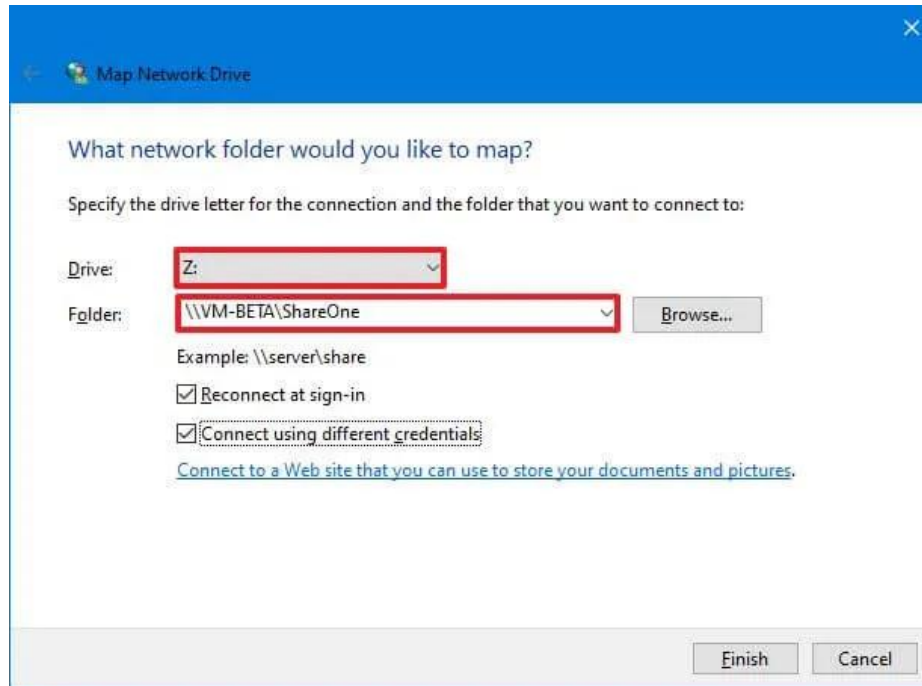 Map Network Drive
What network folder would you like to map?
Specify the drive letter for the connection and the folder that you want to connect to:
Drive: Z:
Folder: \\VM-BETA\ShareOne Browse...
Example: \\server\share
Reconnect at sign-in
Connect using different credentials
Connect to a Web site that you can use to store your documents and pictures.
Finish Cancel